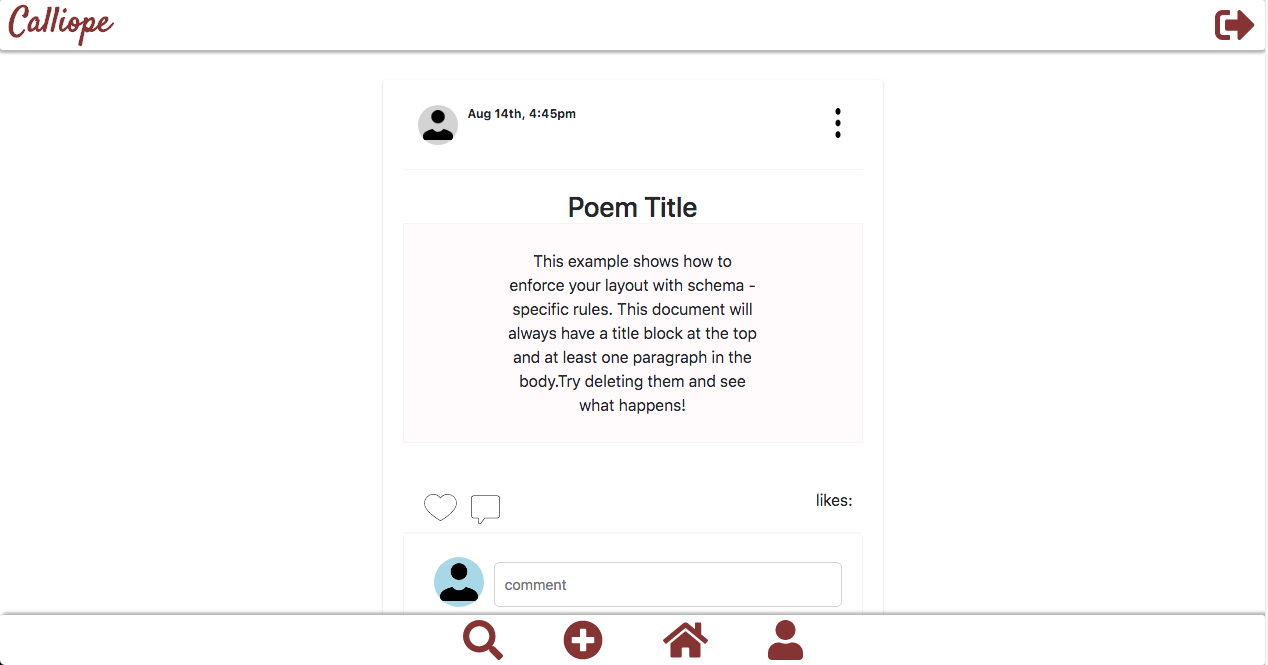 Calliope
Aug 14th, 4:45pm
Poem Title
This example shows how to
enforce your layout with schema -
specific rules. This document will
always have a title block at the top
and at least one paragraph in the
body.Try deleting them and see
what happens!
likes:
comment